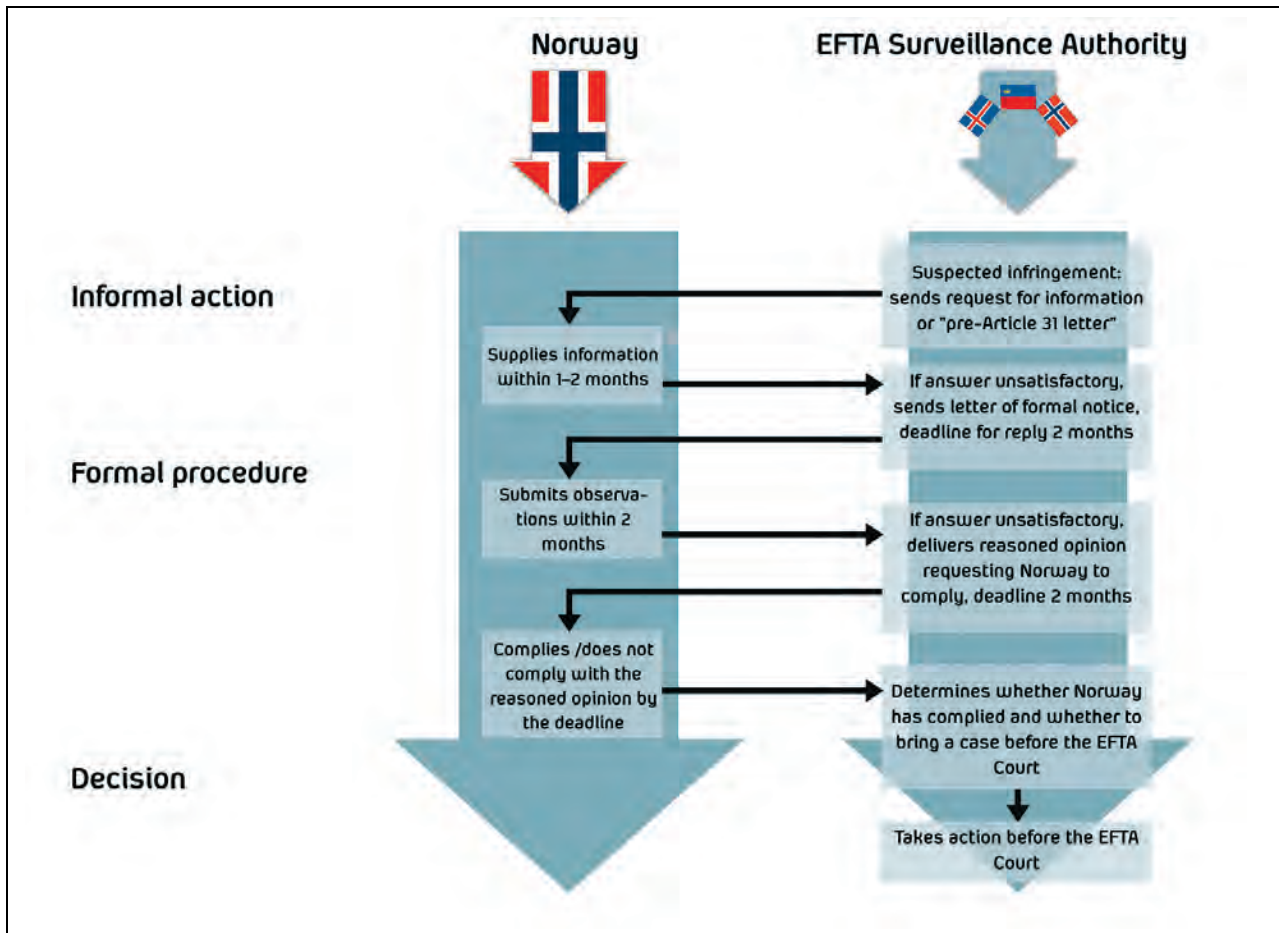 Norway
EFTA Surveillance Authority
Informal action
Suspected infringement:
sends request for information
or "pre-Article 31 letter"
Supplies information
within 1–2 months
If answer unsatisfactory,
sends letter of formal notice,
deadline for reply 2 months
Formal procedure
Submits observa-
tions within 2
months
If answer unsatisfactory,
delivers reasoned opinion
requesting Norway to
comply, deadline 2 months
Complies /does not
comply with the
reasoned opinion by
the deadline
Determines whether Norway
has complied and whether to
bring a case before the EFTA
Court
Decision
Takes action before the EFTA
Court